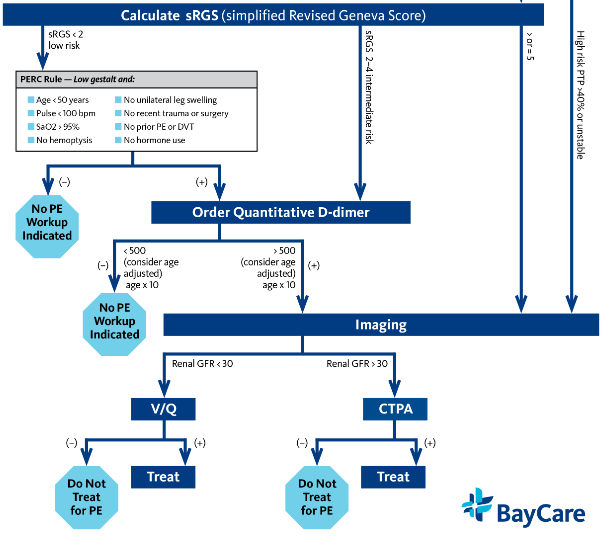 Calculate sRGS (simplified Revised Geneva Score)
sRGS < 2
low risk
sRGS 2–4 intermediate risk
> or = 5
High risk PTP >40% or unstable
PERC Rule — Low gestalt and:
Age < 50 years
Pulse < 100 bpm
SaO2 > 95%
No hemoptysis
No unilateral leg swelling
No recent trauma or surgery
No prior PE or DVT
No hormone use
(–)
(+)
No PE
Workup
Indicated
Order Quantitative D-dimer
(–)
< 500
(consider age
adjusted)
age x 10
> 500
(consider age
adjusted)
age x 10
(+)
No PE
Workup
Indicated
Imaging
Renal GFR < 30
Renal GFR > 30
V/Q
CTPA
(–)
(+)
(–)
(+)
Do Not
Treat
for PE
Treat
Do Not
Treat
for PE
Treat
BayCare